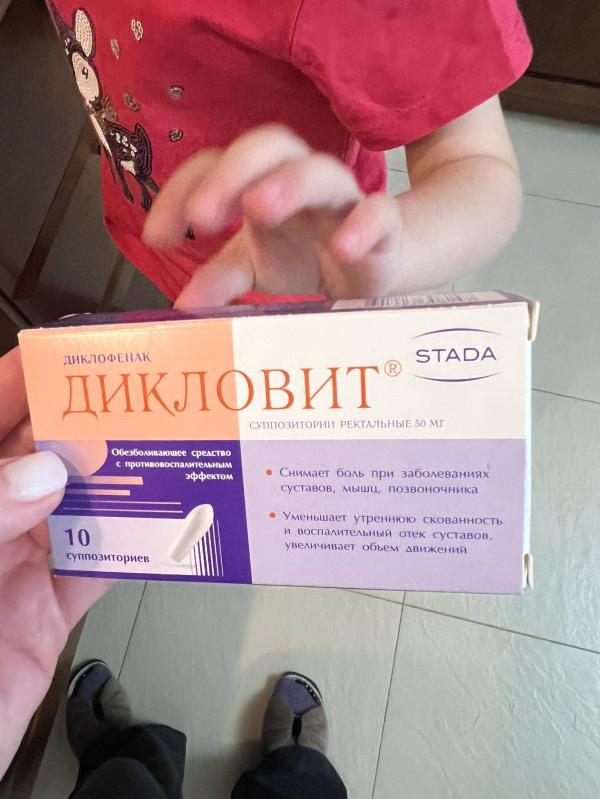 ДИКЛОФЕНАК
ДИКЛОВИТ®
STADA
СУППОЗИТОРИИ РЕКТАЛЬНЫЕ 50 МГ
Обезболивающее средство
с противовоспалительным
эффектом
10
суппозиториев
• Снимает боль при заболеваниях
суставов, мышц, позвоночника
• Уменьшает утреннюю скованность
и воспалительный отек суставов,
увеличивает объем движений